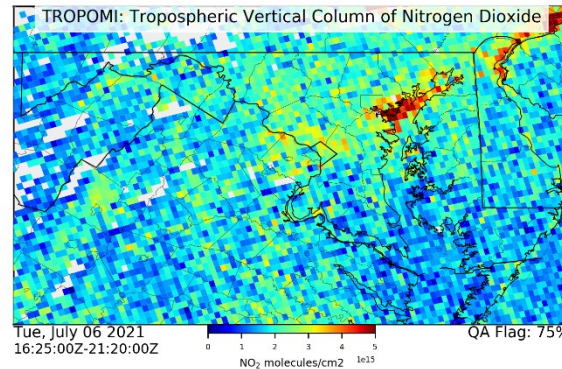 TROPOMI: Tropospheric Vertical Column of Nitrogen Dioxide
Tue, July 06 2021
16:25:00Z-21:20:00Z
QA Flag: 75%
0 1 2 3 4 5
1e15
NO₂ molecules/cm2